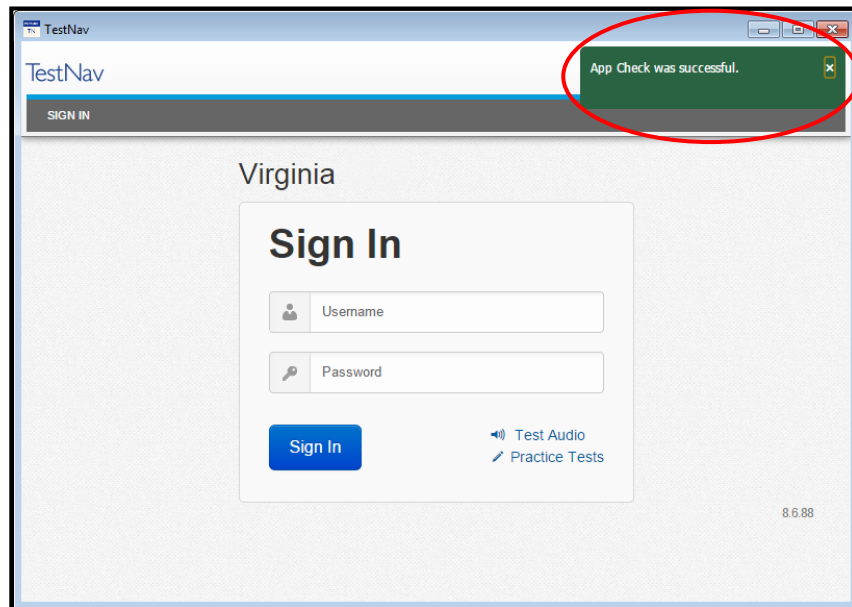 TestNav
TestNav
App Check was successful.
SIGN IN
Virginia
Sign In
Username
Password
Sign In
Test Audio
Practice Tests
8.6.88